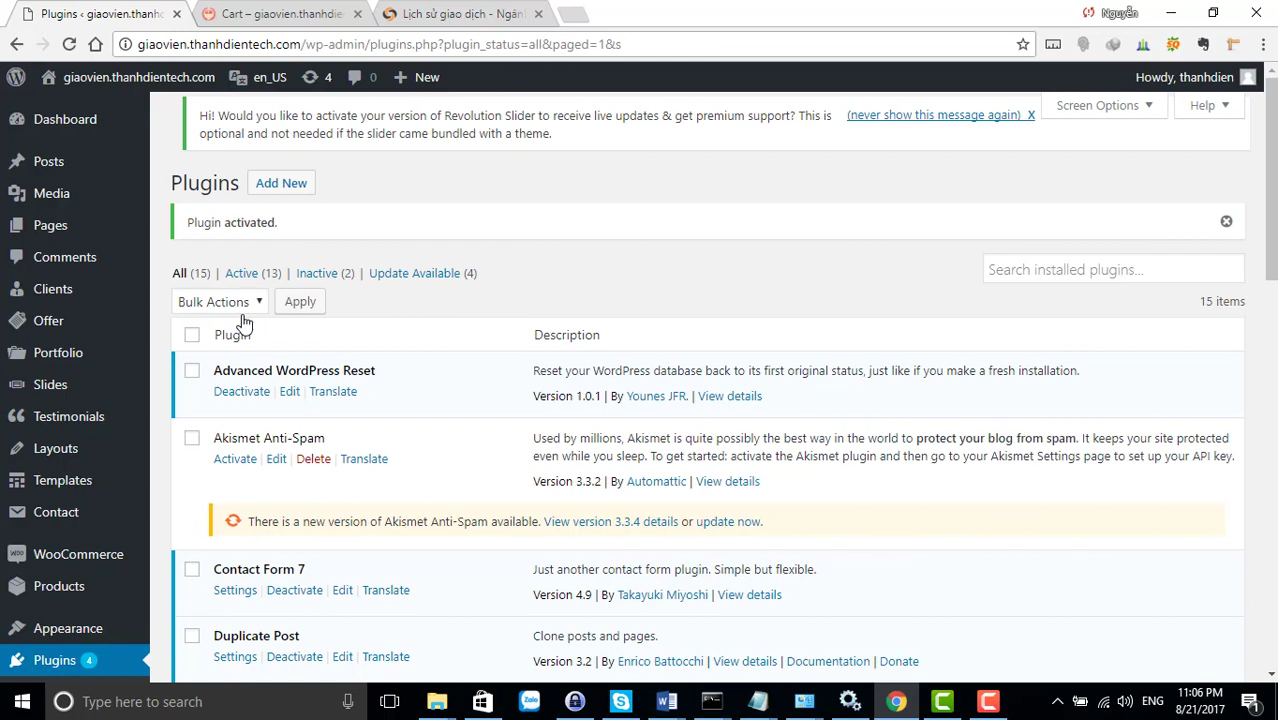 Plugins ‹ giaovien.thanhdi
Cart – giaovien.thanhdiente
Lịch sử giao dịch - Ngân
Nguyễn
giaovien.thanhdientech.com/wp-admin/plugins.php?plugin_status=all&paged=1&s
giaovien.thanhdientech.com
en_US
4
0
New
Howdy, thanhdien
Dashboard
Posts
Media
Pages
Comments
Clients
Offer
Portfolio
Slides
Testimonials
Layouts
Templates
Contact
WooCommerce
Products
Appearance
Plugins 4
Hi! Would you like to activate your version of Revolution Slider to receive live updates & get premium support? This is
optional and not needed if the slider came bundled with a theme.
(never show this message again) X
Screen Options
Help
Plugins
Add New
Plugin activated.
All (15) | Active (13) | Inactive (2) | Update Available (4)
Search installed plugins...
Bulk Actions
Apply
15 items
Plugin
Description
Advanced WordPress Reset
Deactivate | Edit | Translate
Reset your WordPress database back to its first original status, just like if you make a fresh installation.
Version 1.0.1 | By Younes JFR. | View details
Akismet Anti-Spam
Activate | Edit | Delete | Translate
Used by millions, Akismet is quite possibly the best way in the world to protect your blog from spam. It keeps your site protected
even while you sleep. To get started: activate the Akismet plugin and then go to your Akismet Settings page to set up your API key.
Version 3.3.2 | By Automattic | View details
There is a new version of Akismet Anti-Spam available. View version 3.3.4 details or update now.
Contact Form 7
Settings | Deactivate | Edit | Translate
Just another contact form plugin. Simple but flexible.
Version 4.9 | By Takayuki Miyoshi | View details
Duplicate Post
Settings | Deactivate | Edit | Translate
Clone posts and pages.
Version 3.2 | By Enrico Battocchi | View details | Documentation | Donate
Type here to search
Zalo
ENG
11:06 PM
8/21/2017
1